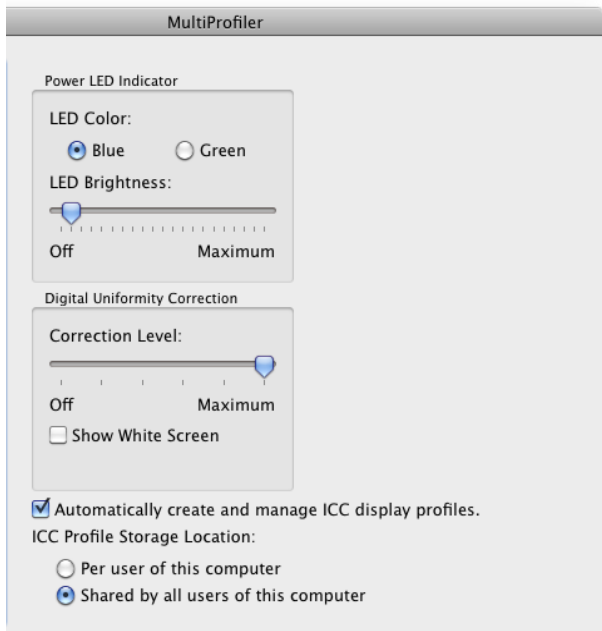 MultiProfiler
Power LED Indicator
LED Color:
Blue Green
LED Brightness:
Off Maximum
Digital Uniformity Correction
Correction Level:
Off Maximum
Show White Screen
Automatically create and manage ICC display profiles.
ICC Profile Storage Location:
Per user of this computer
Shared by all users of this computer